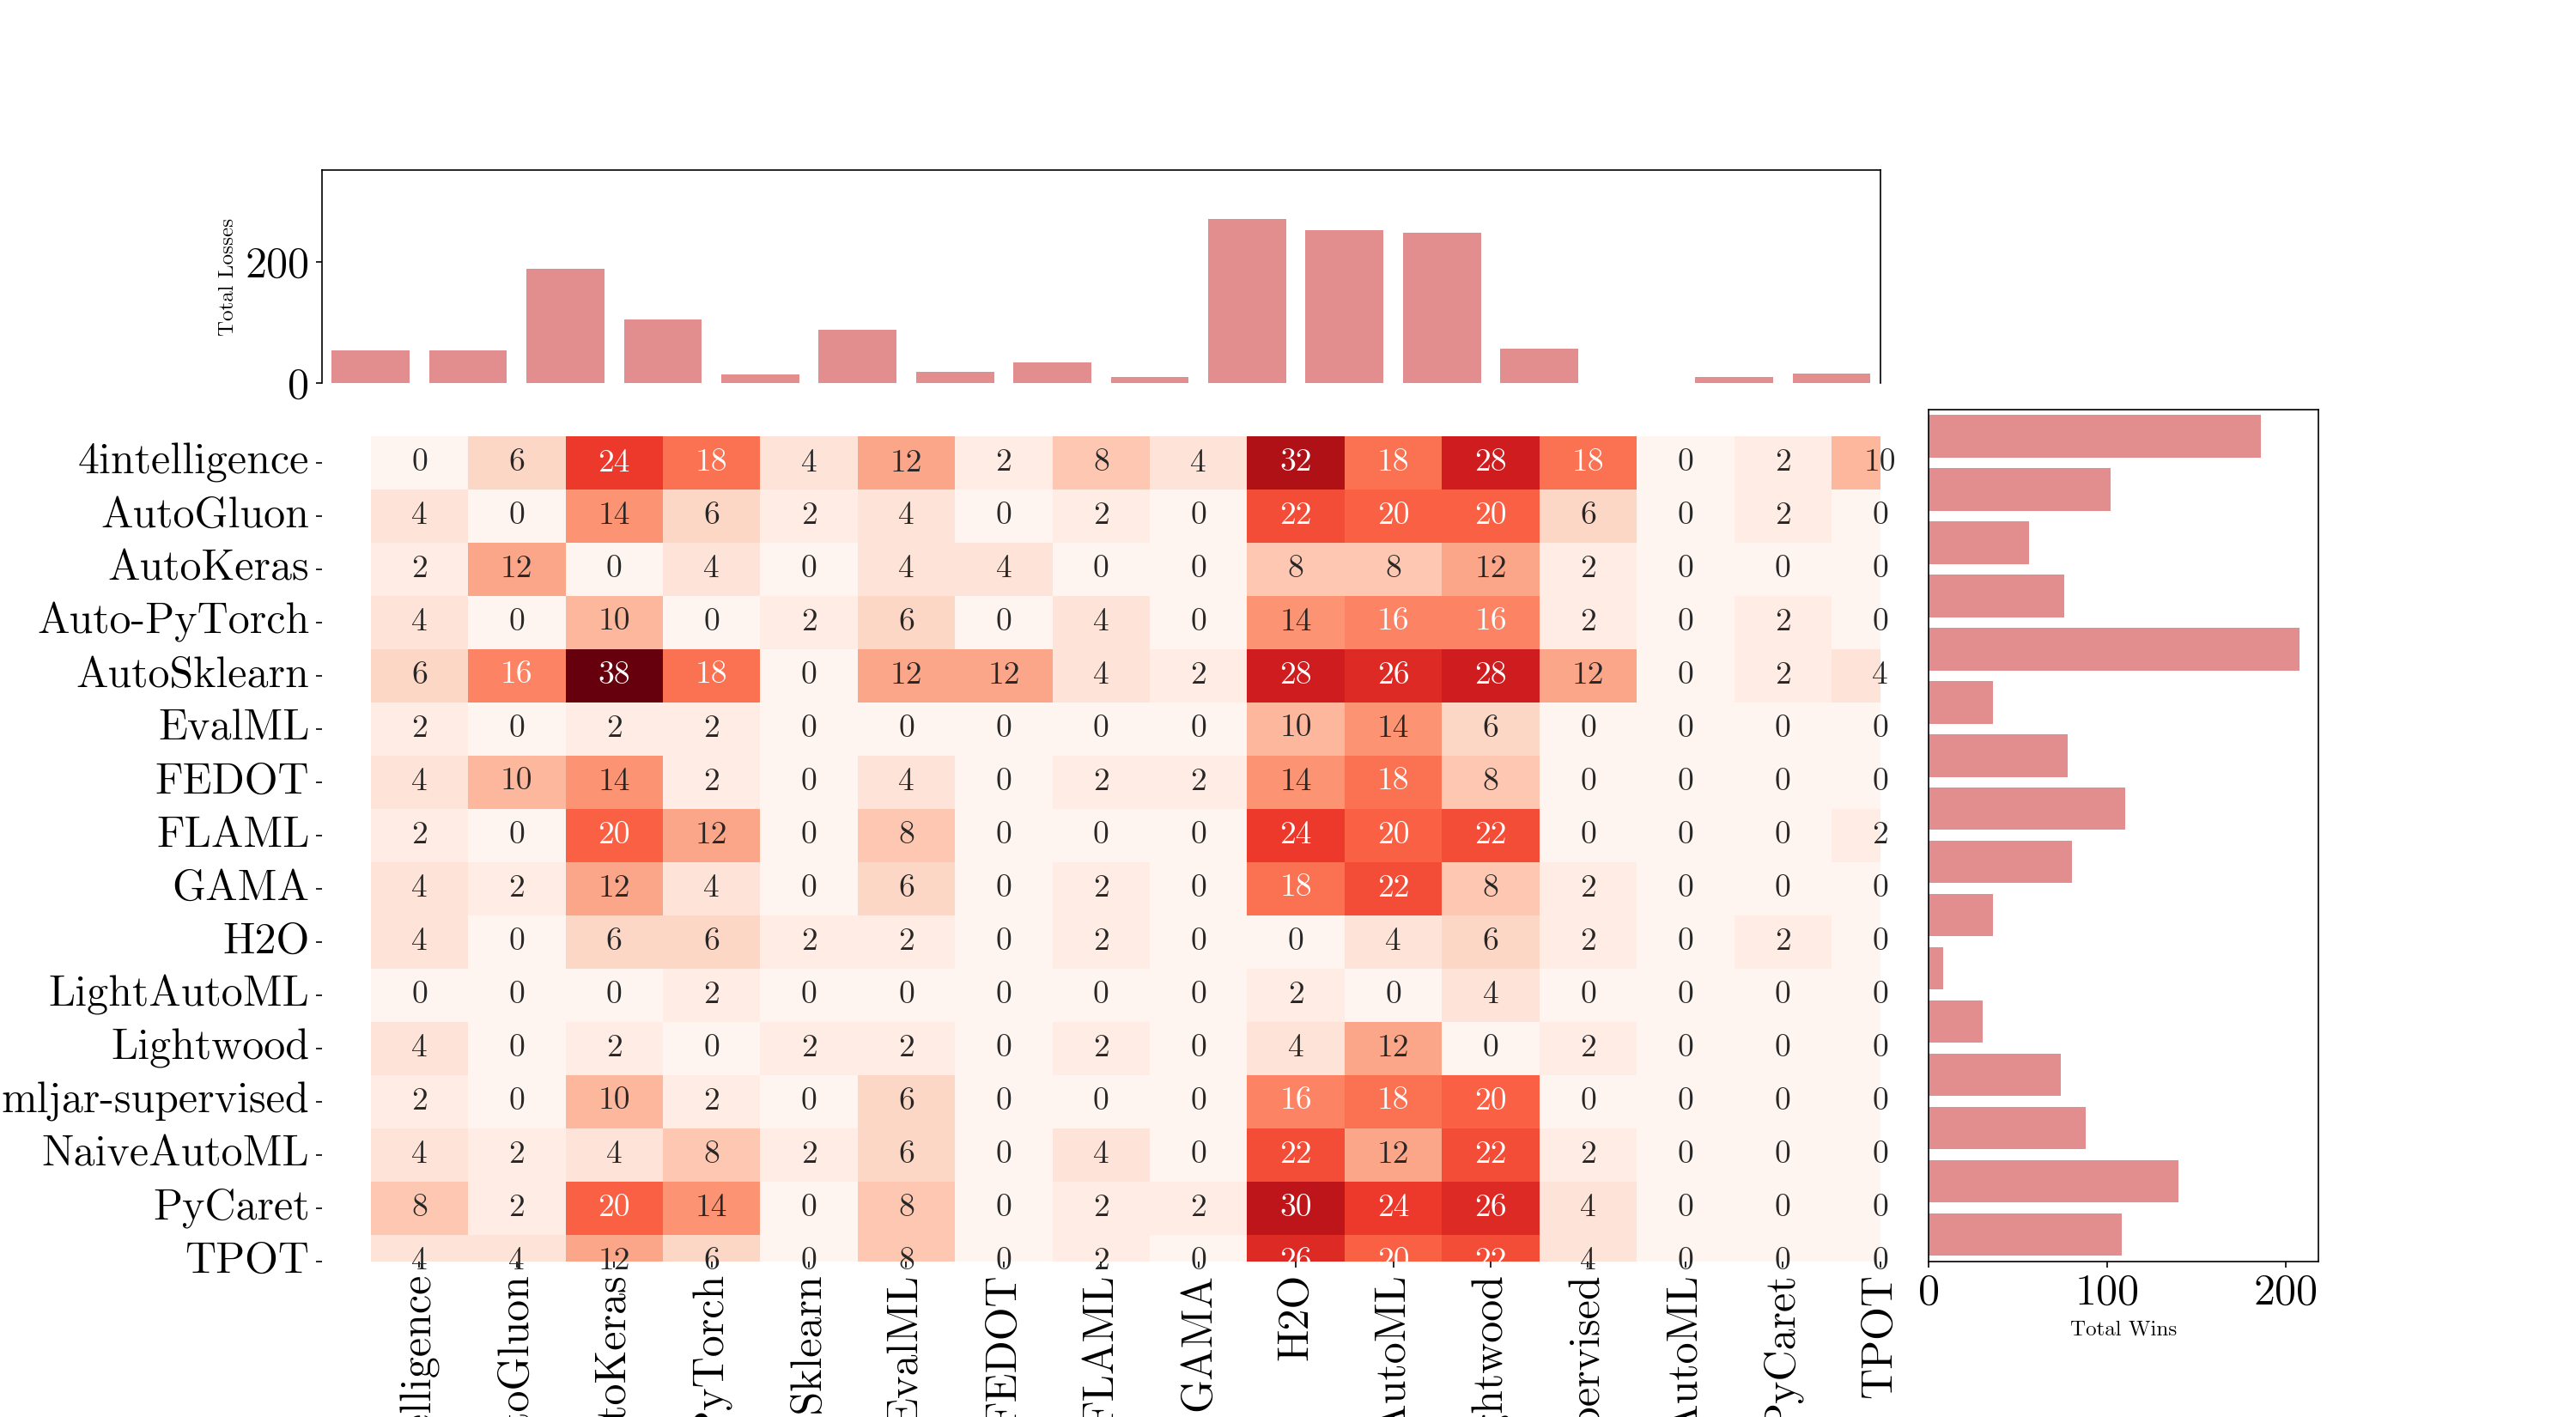 Total Losses
200
0
4intelligence 0 6 24 18 4 12 2 8 4 32 18 28 18 0 2 10
AutoGluon 4 0 14 6 2 4 0 2 0 22 20 20 6 0 2 0
AutoKeras 2 12 0 4 0 4 4 0 0 8 8 12 2 0 0 0
Auto-PyTorch 4 0 10 0 2 6 0 4 0 14 16 16 2 0 2 0
AutoSklearn 6 16 38 18 0 12 12 4 2 28 26 28 12 0 2 4
EvalML 2 0 2 2 0 0 0 0 0 10 14 6 0 0 0 0
FEDOT 4 10 14 2 0 4 0 2 2 14 18 8 0 0 0 0
FLAML 2 0 20 12 0 8 0 0 0 24 20 22 0 0 0 2
GAMA 4 2 12 4 0 6 0 2 0 18 22 8 2 0 0 0
H2O 4 0 6 6 2 2 0 2 0 0 4 6 2 0 2 0
LightAutoML 0 0 0 2 0 0 0 0 0 2 0 4 0 0 0 0
Lightwood 4 0 2 0 2 2 0 2 0 4 12 0 2 0 0 0
mljar-supervised 2 0 10 2 0 6 0 0 0 16 18 20 0 0 0 0
NaiveAutoML 4 2 4 8 2 6 0 4 0 22 12 22 2 0 0 0
PyCaret 8 2 20 14 0 8 0 2 2 30 24 26 4 0 0 0
TPOT 4 4 12 6 0 8 0 2 0 26 20 22 4 0 0 0
elligence
toGluon
toKeras
PyTorch
Sklearn
EvalML
FEDOT
FLAML
GAMA
H2O
AutoML
htwood
pervised
AutoML
PyCaret
TPOT
0 100 200
Total Wins